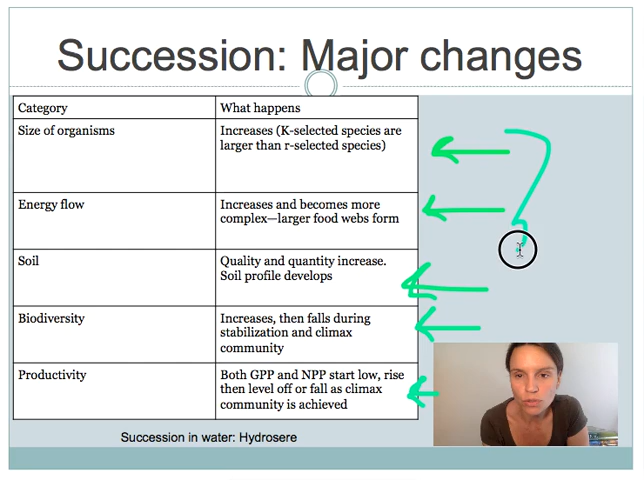 Succession: Major changes
Category What happens
Size of organisms Increases (K-selected species are
larger than r-selected species)
Energy flow Increases and becomes more
complex—larger food webs form
Soil Quality and quantity increase.
Soil profile develops
Biodiversity Increases, then falls during
stabilization and climax
community
Productivity Both GPP and NPP start low, rise
then level off or fall as climax
community is achieved
Succession in water: Hydrosere